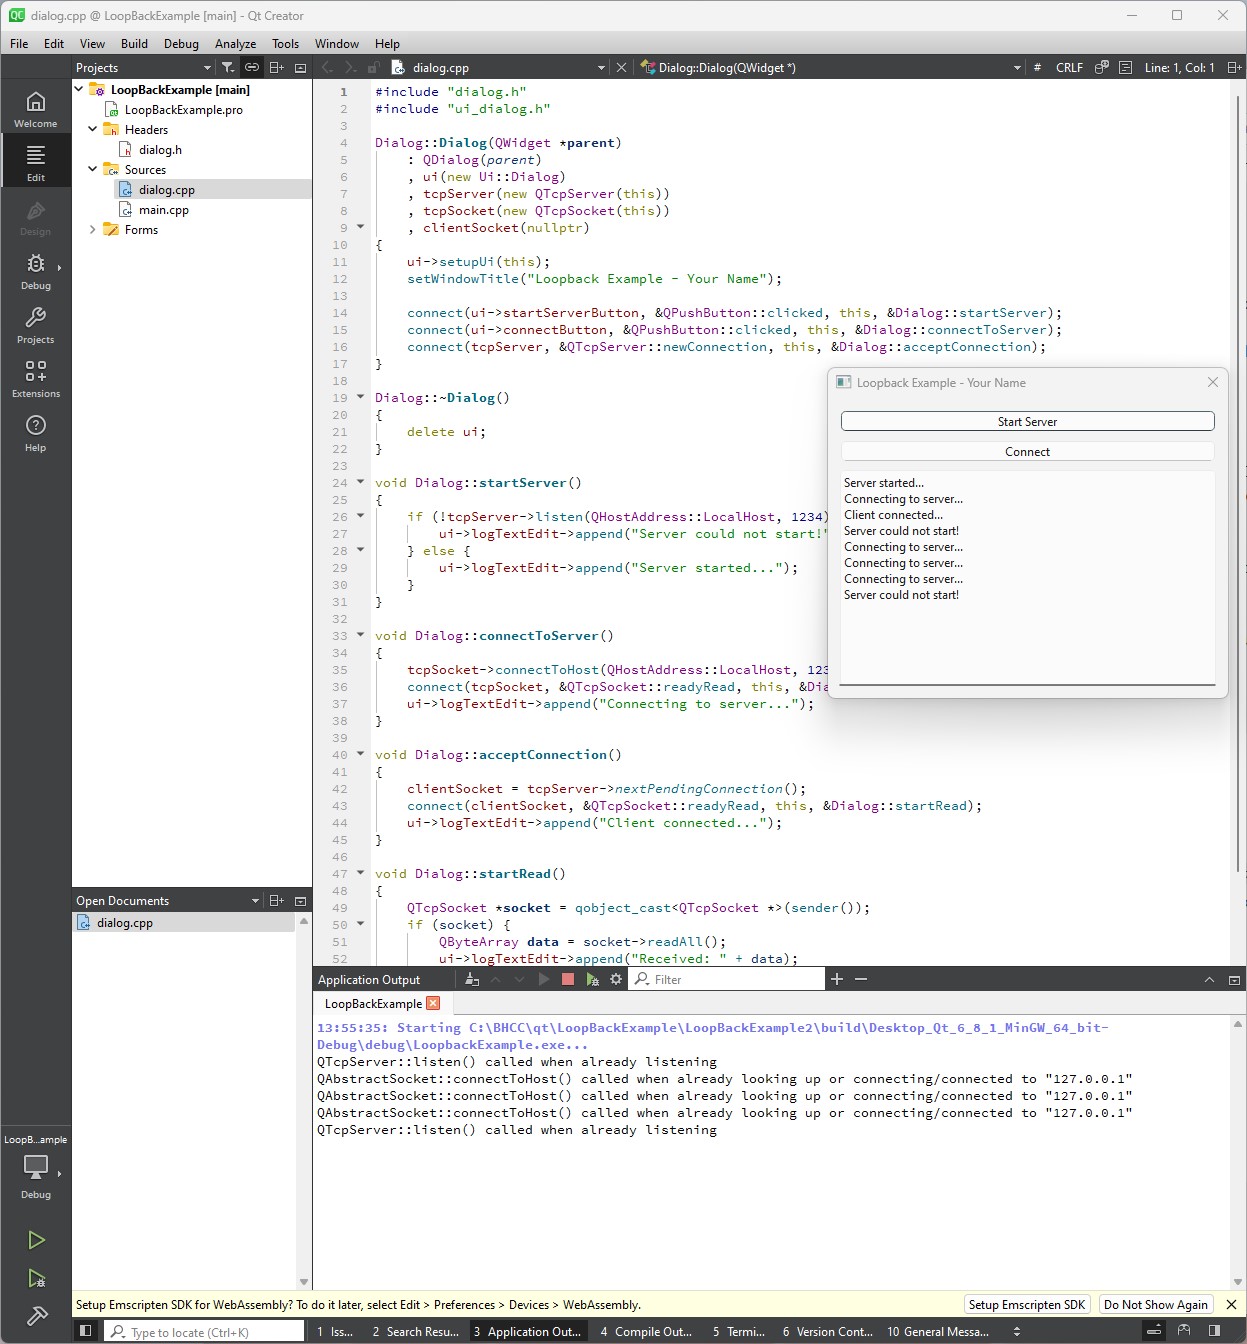 dialog.cpp @ LoopBackExample [main] - Qt Creator
File Edit View Build Debug Analyze Tools Window Help
Projects
dialog.cpp
Dialog::Dialog(QWidget *)
# CRLF Line: 1, Col: 1
Welcome
Edit
Design
Debug
Projects
Extensions
Help
LoopBackExample [main]
LoopBackExample.pro
Headers
dialog.h
Sources
dialog.cpp
main.cpp
Forms
1 #include "dialog.h"
2 #include "ui_dialog.h"
3
4 Dialog::Dialog(QWidget *parent)
5     : QDialog(parent)
6     , ui(new Ui::Dialog)
7     , tcpServer(new QTcpServer(this))
8     , tcpSocket(new QTcpSocket(this))
9     , clientSocket(nullptr)
10 {
11     ui->setupUi(this);
12     setWindowTitle("Loopback Example - Your Name");
13
14     connect(ui->startServerButton, &QPushButton::clicked, this, &Dialog::startServer);
15     connect(ui->connectButton, &QPushButton::clicked, this, &Dialog::connectToServer);
16     connect(tcpServer, &QTcpServer::newConnection, this, &Dialog::acceptConnection);
17 }
18
19 Dialog::~Dialog()
20 {
21     delete ui;
22 }
23
24 void Dialog::startServer()
25 {
26     if (!tcpServer->listen(QHostAddress::LocalHost, 1234)
27         ui->logTextEdit->append("Server could not start!"
28     } else {
29         ui->logTextEdit->append("Server started...");
30     }
31 }
32
33 void Dialog::connectToServer()
34 {
35     tcpSocket->connectToHost(QHostAddress::LocalHost, 123
36     connect(tcpSocket, &QTcpSocket::readyRead, this, &Dia
37     ui->logTextEdit->append("Connecting to server...");
38 }
39
40 void Dialog::acceptConnection()
41 {
42     clientSocket = tcpServer->nextPendingConnection();
43     connect(clientSocket, &QTcpSocket::readyRead, this, &Dialog::startRead);
44     ui->logTextEdit->append("Client connected...");
45 }
46
47 void Dialog::startRead()
48 {
49     QTcpSocket *socket = qobject_cast<QTcpSocket *>(sender());
50     if (socket) {
51         QByteArray data = socket->readAll();
52         ui->logTextEdit->append("Received: " + data);
Loopback Example - Your Name
Start Server
Connect
Server started...
Connecting to server...
Client connected...
Server could not start!
Connecting to server...
Connecting to server...
Connecting to server...
Server could not start!
Open Documents
dialog.cpp
Application Output
Filter
LoopBackExample
13:55:35: Starting C:\BHCC\qt\LoopBackExample\LoopBackExample2\build\Desktop_Qt_6_8_1_MinGW_64_bit-
Debug\debug\LoopbackExample.exe...
QTcpServer::listen() called when already listening
QAbstractSocket::connectToHost() called when already looking up or connecting/connected to "127.0.0.1"
QAbstractSocket::connectToHost() called when already looking up or connecting/connected to "127.0.0.1"
QAbstractSocket::connectToHost() called when already looking up or connecting/connected to "127.0.0.1"
QTcpServer::listen() called when already listening
LoopB...ample
Debug
Setup Emscripten SDK for WebAssembly? To do it later, select Edit > Preferences > Devices > WebAssembly.
Setup Emscripten SDK
Do Not Show Again
Type to locate (Ctrl+K)
1 Iss... 2 Search Resu... 3 Application Out... 4 Compile Out... 5 Termi... 6 Version Cont... 10 General Messa...